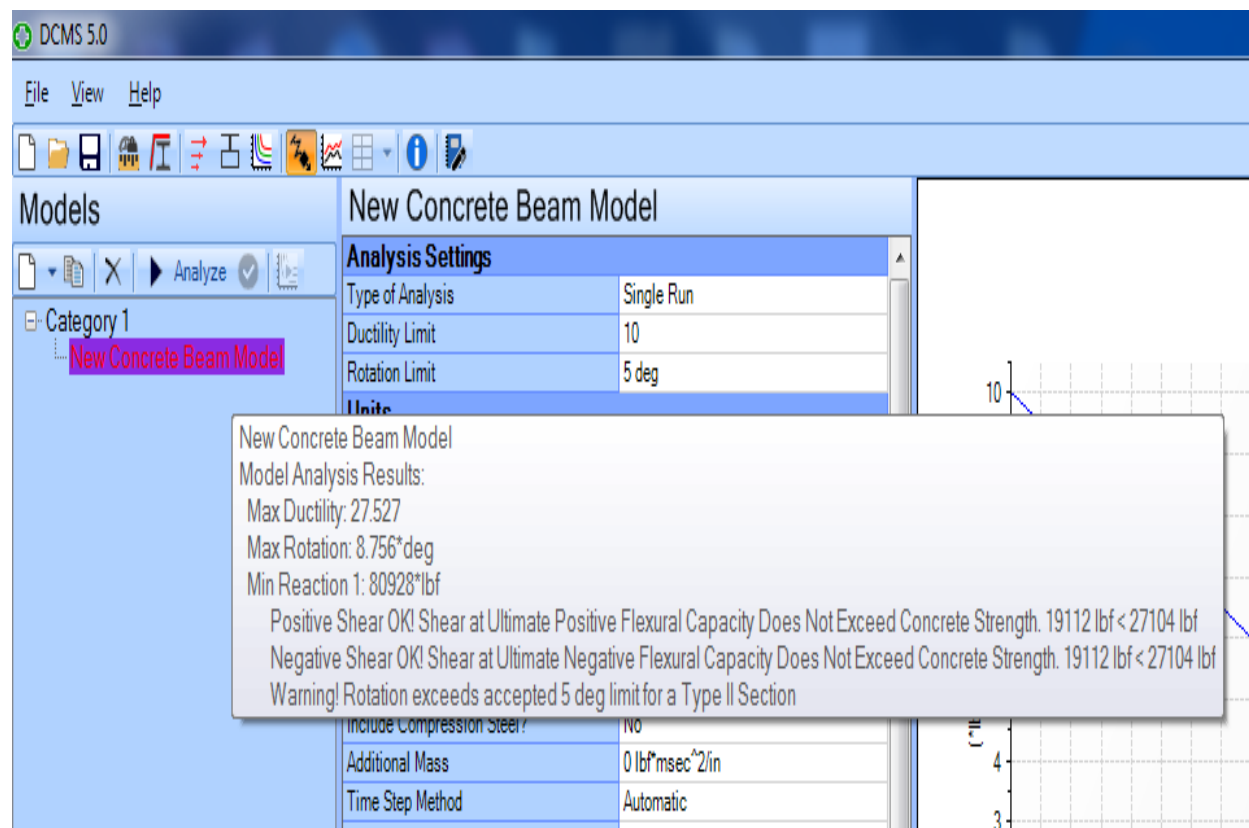 DCMS 5.0
File View Help
Models
Analyze
Category 1
New Concrete Beam Model
New Concrete Beam Model
Analysis Settings
Type of Analysis Single Run
Ductility Limit 10
Rotation Limit 5 deg
Units
New Concrete Beam Model
Model Analysis Results:
Max Ductility: 27.527
Max Rotation: 8.756*deg
Min Reaction 1: 80928*lbf
Positive Shear OK! Shear at Ultimate Positive Flexural Capacity Does Not Exceed Concrete Strength. 19112 lbf < 27104 lbf
Negative Shear OK! Shear at Ultimate Negative Flexural Capacity Does Not Exceed Concrete Strength. 19112 lbf < 27104 lbf
Warning! Rotation exceeds accepted 5 deg limit for a Type II Section
Include Compression Steel? No
Additional Mass 0 lbf*msec^2/in
Time Step Method Automatic
10
4
3